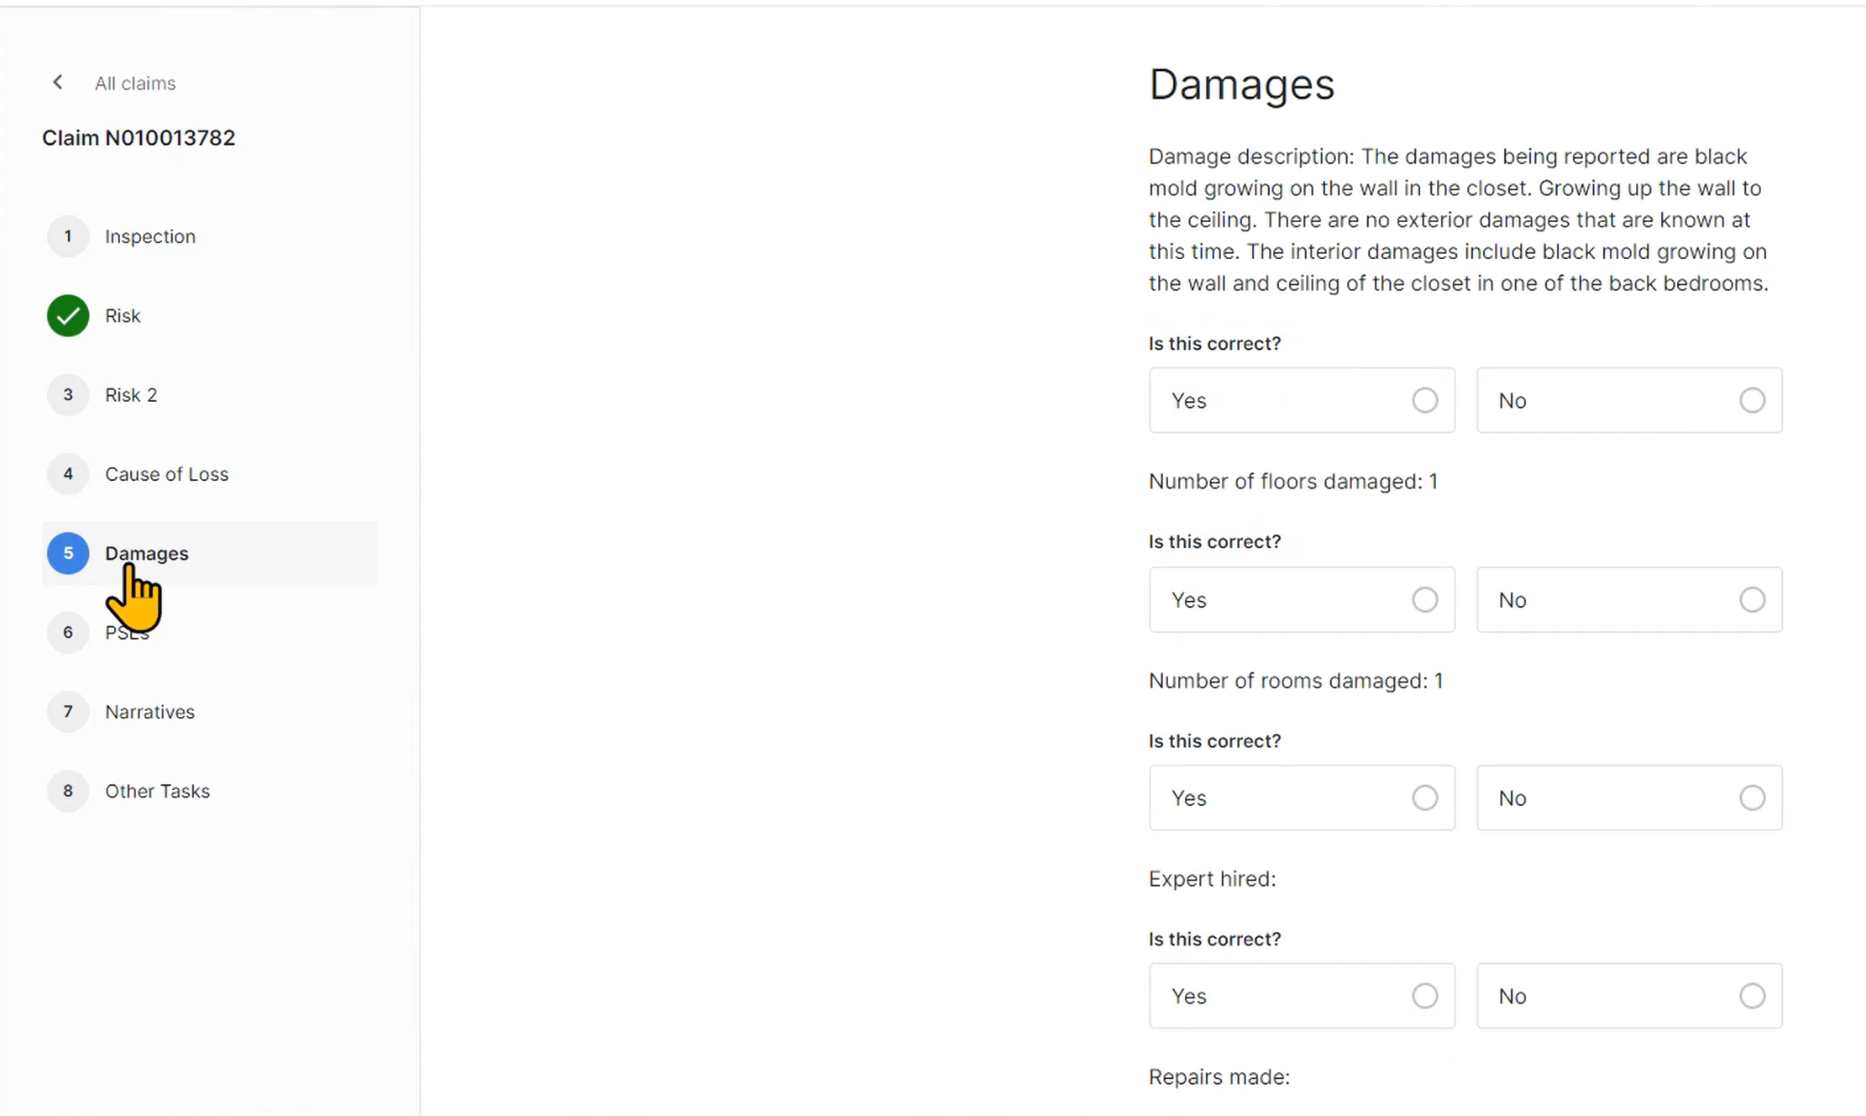 All claims
Claim N010013782
1 Inspection
Risk
3 Risk 2
4 Cause of Loss
5 Damages
6 PSEs
7 Narratives
8 Other Tasks
Damages
Damage description: The damages being reported are black
mold growing on the wall in the closet. Growing up the wall to
the ceiling. There are no exterior damages that are known at
this time. The interior damages include black mold growing on
the wall and ceiling of the closet in one of the back bedrooms.
Is this correct?
Yes No
Number of floors damaged: 1
Is this correct?
Yes No
Number of rooms damaged: 1
Is this correct?
Yes No
Expert hired:
Is this correct?
Yes No
Repairs made: